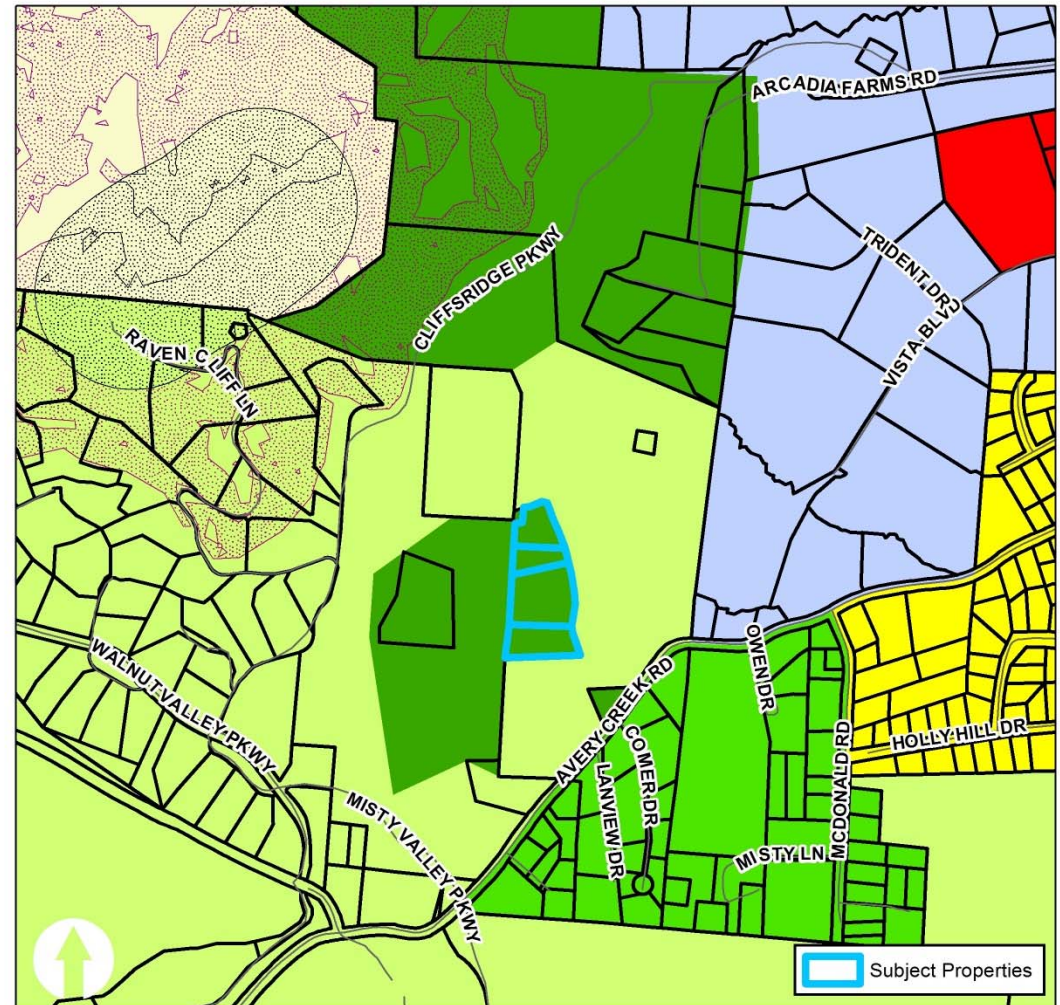 ARCADIA FARMS RD
TRIDENT DR
VISTA BLVD
CLIFFSRIDGE PKWY
RAVEN CLIFF LN
WALNUT VALLEY PKWY
MISTY VALLEY PKWY
AVERY CREEK RD
OWEN DR
COMER DR
LANVIEW DR
MISTY LN
MCDONALD RD
HOLLY HILL DR
Subject Properties